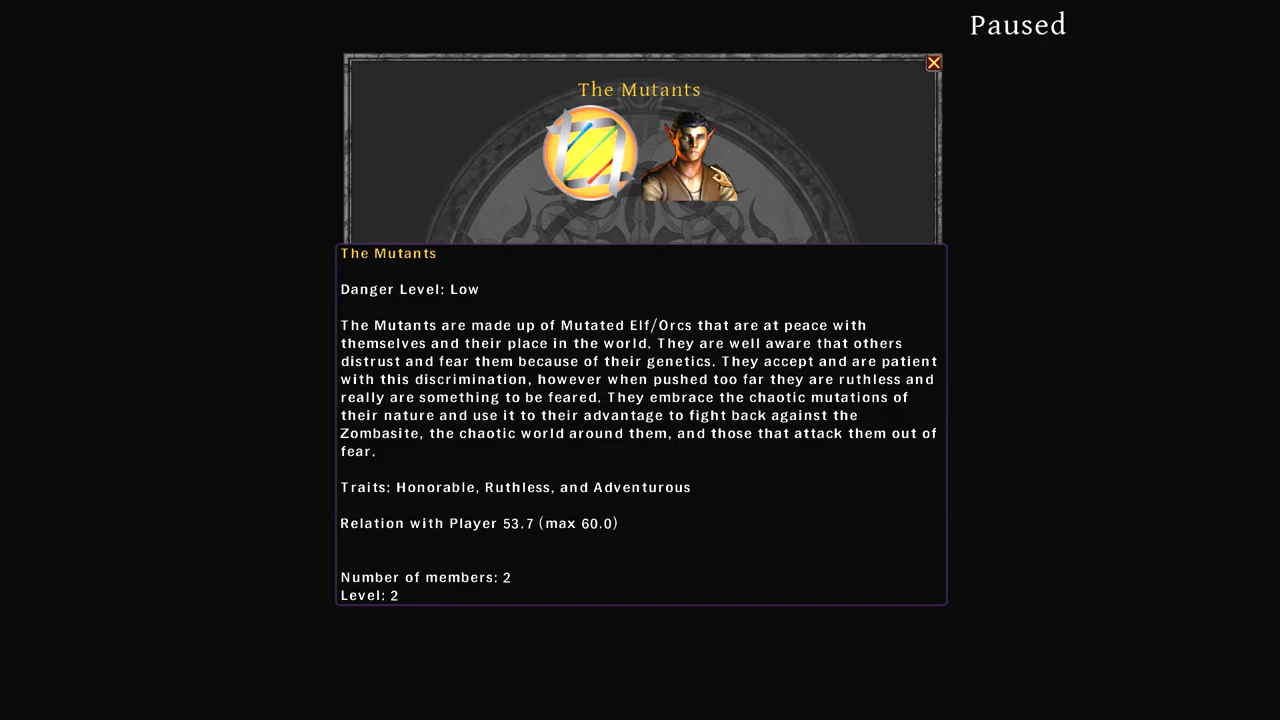 Paused
The Mutants
The Mutants
Danger Level: Low
The Mutants are made up of Mutated Elf/Orcs that are at peace with
themselves and their place in the world. They are well aware that others
distrust and fear them because of their genetics. They accept and are patient
with this discrimination, however when pushed too far they are ruthless and
really are something to be feared. They embrace the chaotic mutations of
their nature and use it to their advantage to fight back against the
Zombasite, the chaotic world around them, and those that attack them out of
fear.
Traits: Honorable, Ruthless, and Adventurous
Relation with Player 53.7 (max 60.0)
Number of members: 2
Level: 2